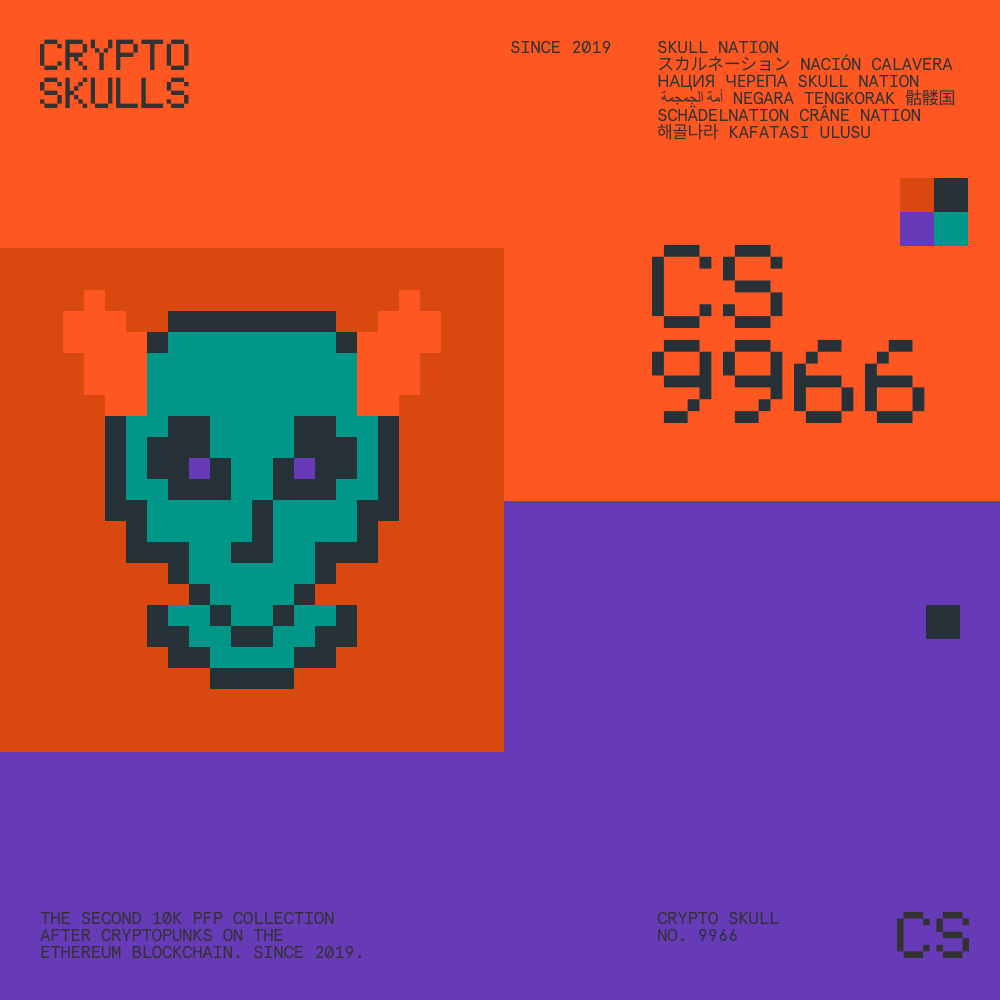 CRYPTO
SKULLS
SINCE 2019
SKULL NATION
スカルネーション NACIÓN CALAVERA
НАЦИЯ ЧЕРЕПА SKULL NATION
أمة الجمجمة NEGARA TENGKORAK 骷髅国
SCHÄDELNATION CRÂNE NATION
해골나라 KAFATASI ULUSU
CS
9966
THE SECOND 10K PFP COLLECTION
AFTER CRYPTOPUNKS ON THE
ETHEREUM BLOCKCHAIN. SINCE 2019.
CRYPTO SKULL
NO. 9966
CS